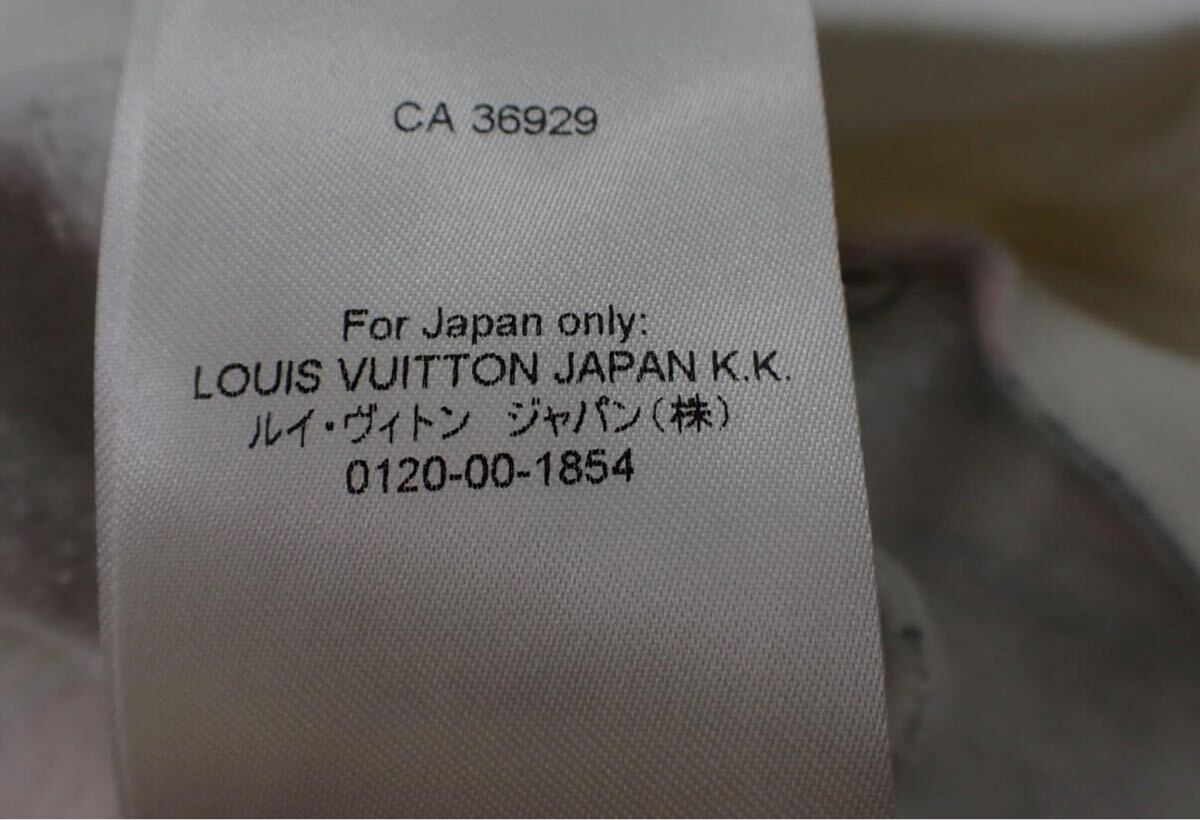 CA 36929
For Japan only:
LOUIS VUITTON JAPAN K.K.
ルイ・ヴィトン　ジャパン(株)
0120-00-1854